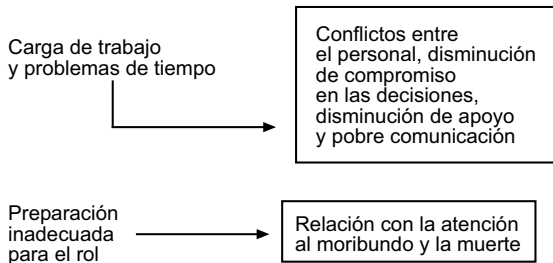 Carga de trabajo
y problemas de tiempo
Conflictos entre
el personal, disminución
de compromiso
en las decisiones,
disminución de apoyo
y pobre comunicación
Preparación
inadecuada
para el rol
Relación con la atención
al moribundo y la muerte